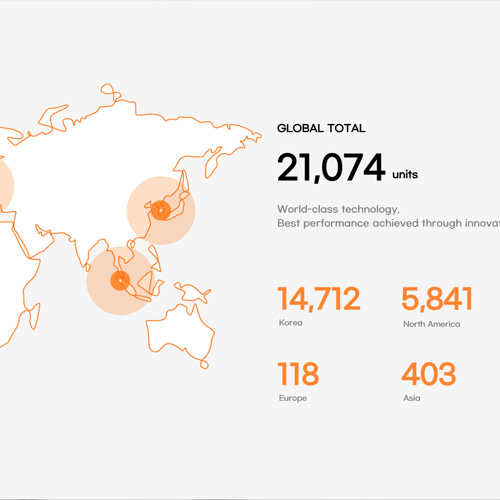 GLOBAL TOTAL
21,074 units
World-class technology,
Best performance achieved through
14,712 5,841
Korea North America
118 403
Europe Asia